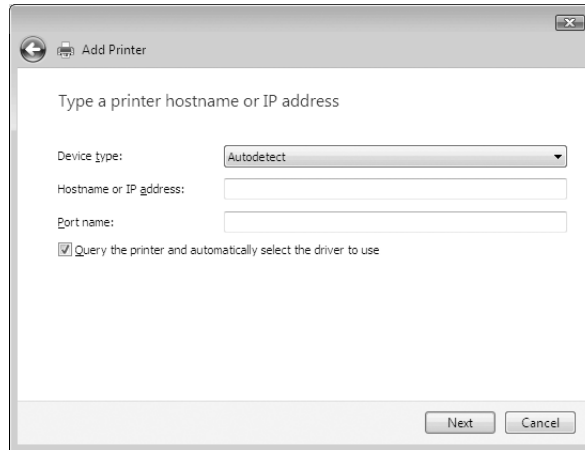 Add Printer
Type a printer hostname or IP address
Device type:
Autodetect
Hostname or IP address:
Port name:
Query the printer and automatically select the driver to use
Next
Cancel